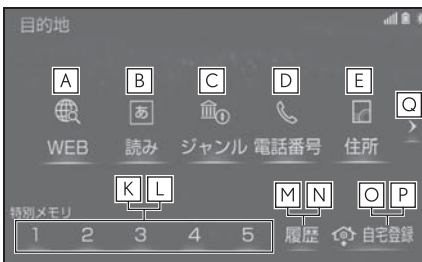 目的地
A B C D E
あ
Q
WEB 読み ジャンル 電話番号 住所
K L M N O P
特別メモリ
1 2 3 4 5 履歴 自宅登録